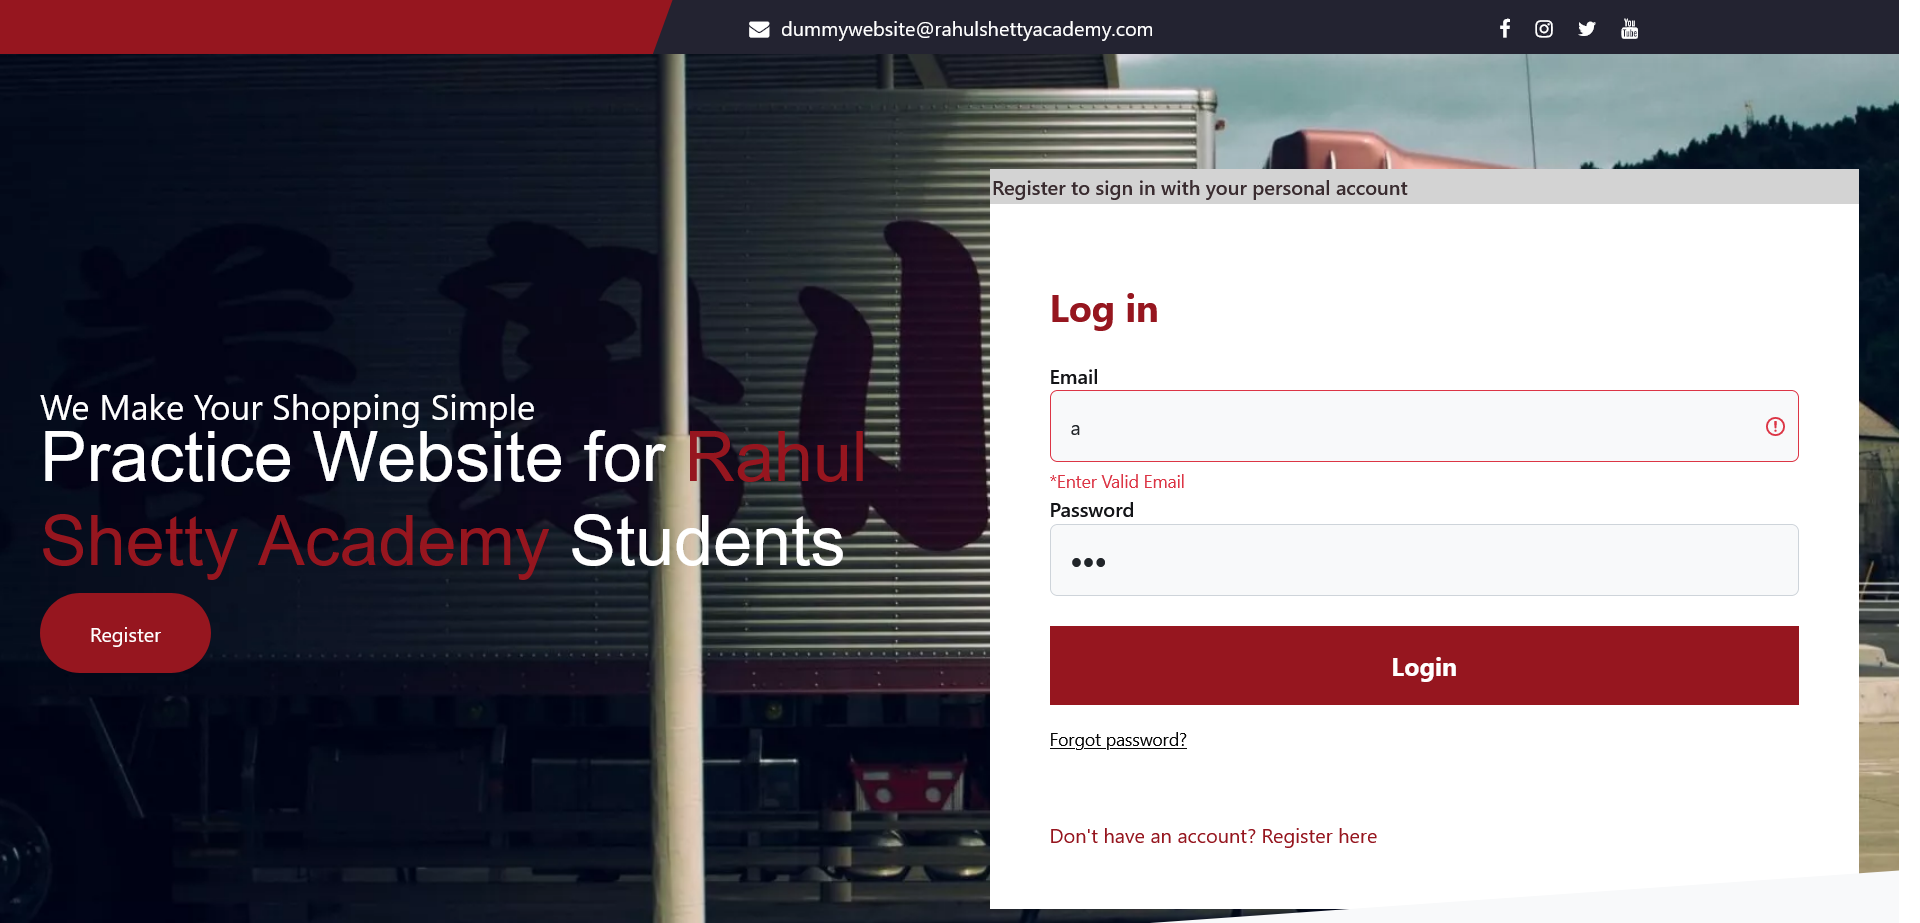 dummywebsite@rahulshettyacademy.com
Register to sign in with your personal account
Log in
Email
a
*Enter Valid Email
Password
Login
Forgot password?
Don't have an account? Register here
We Make Your Shopping Simple
Practice Website for Rahul
Shetty Academy Students
Register